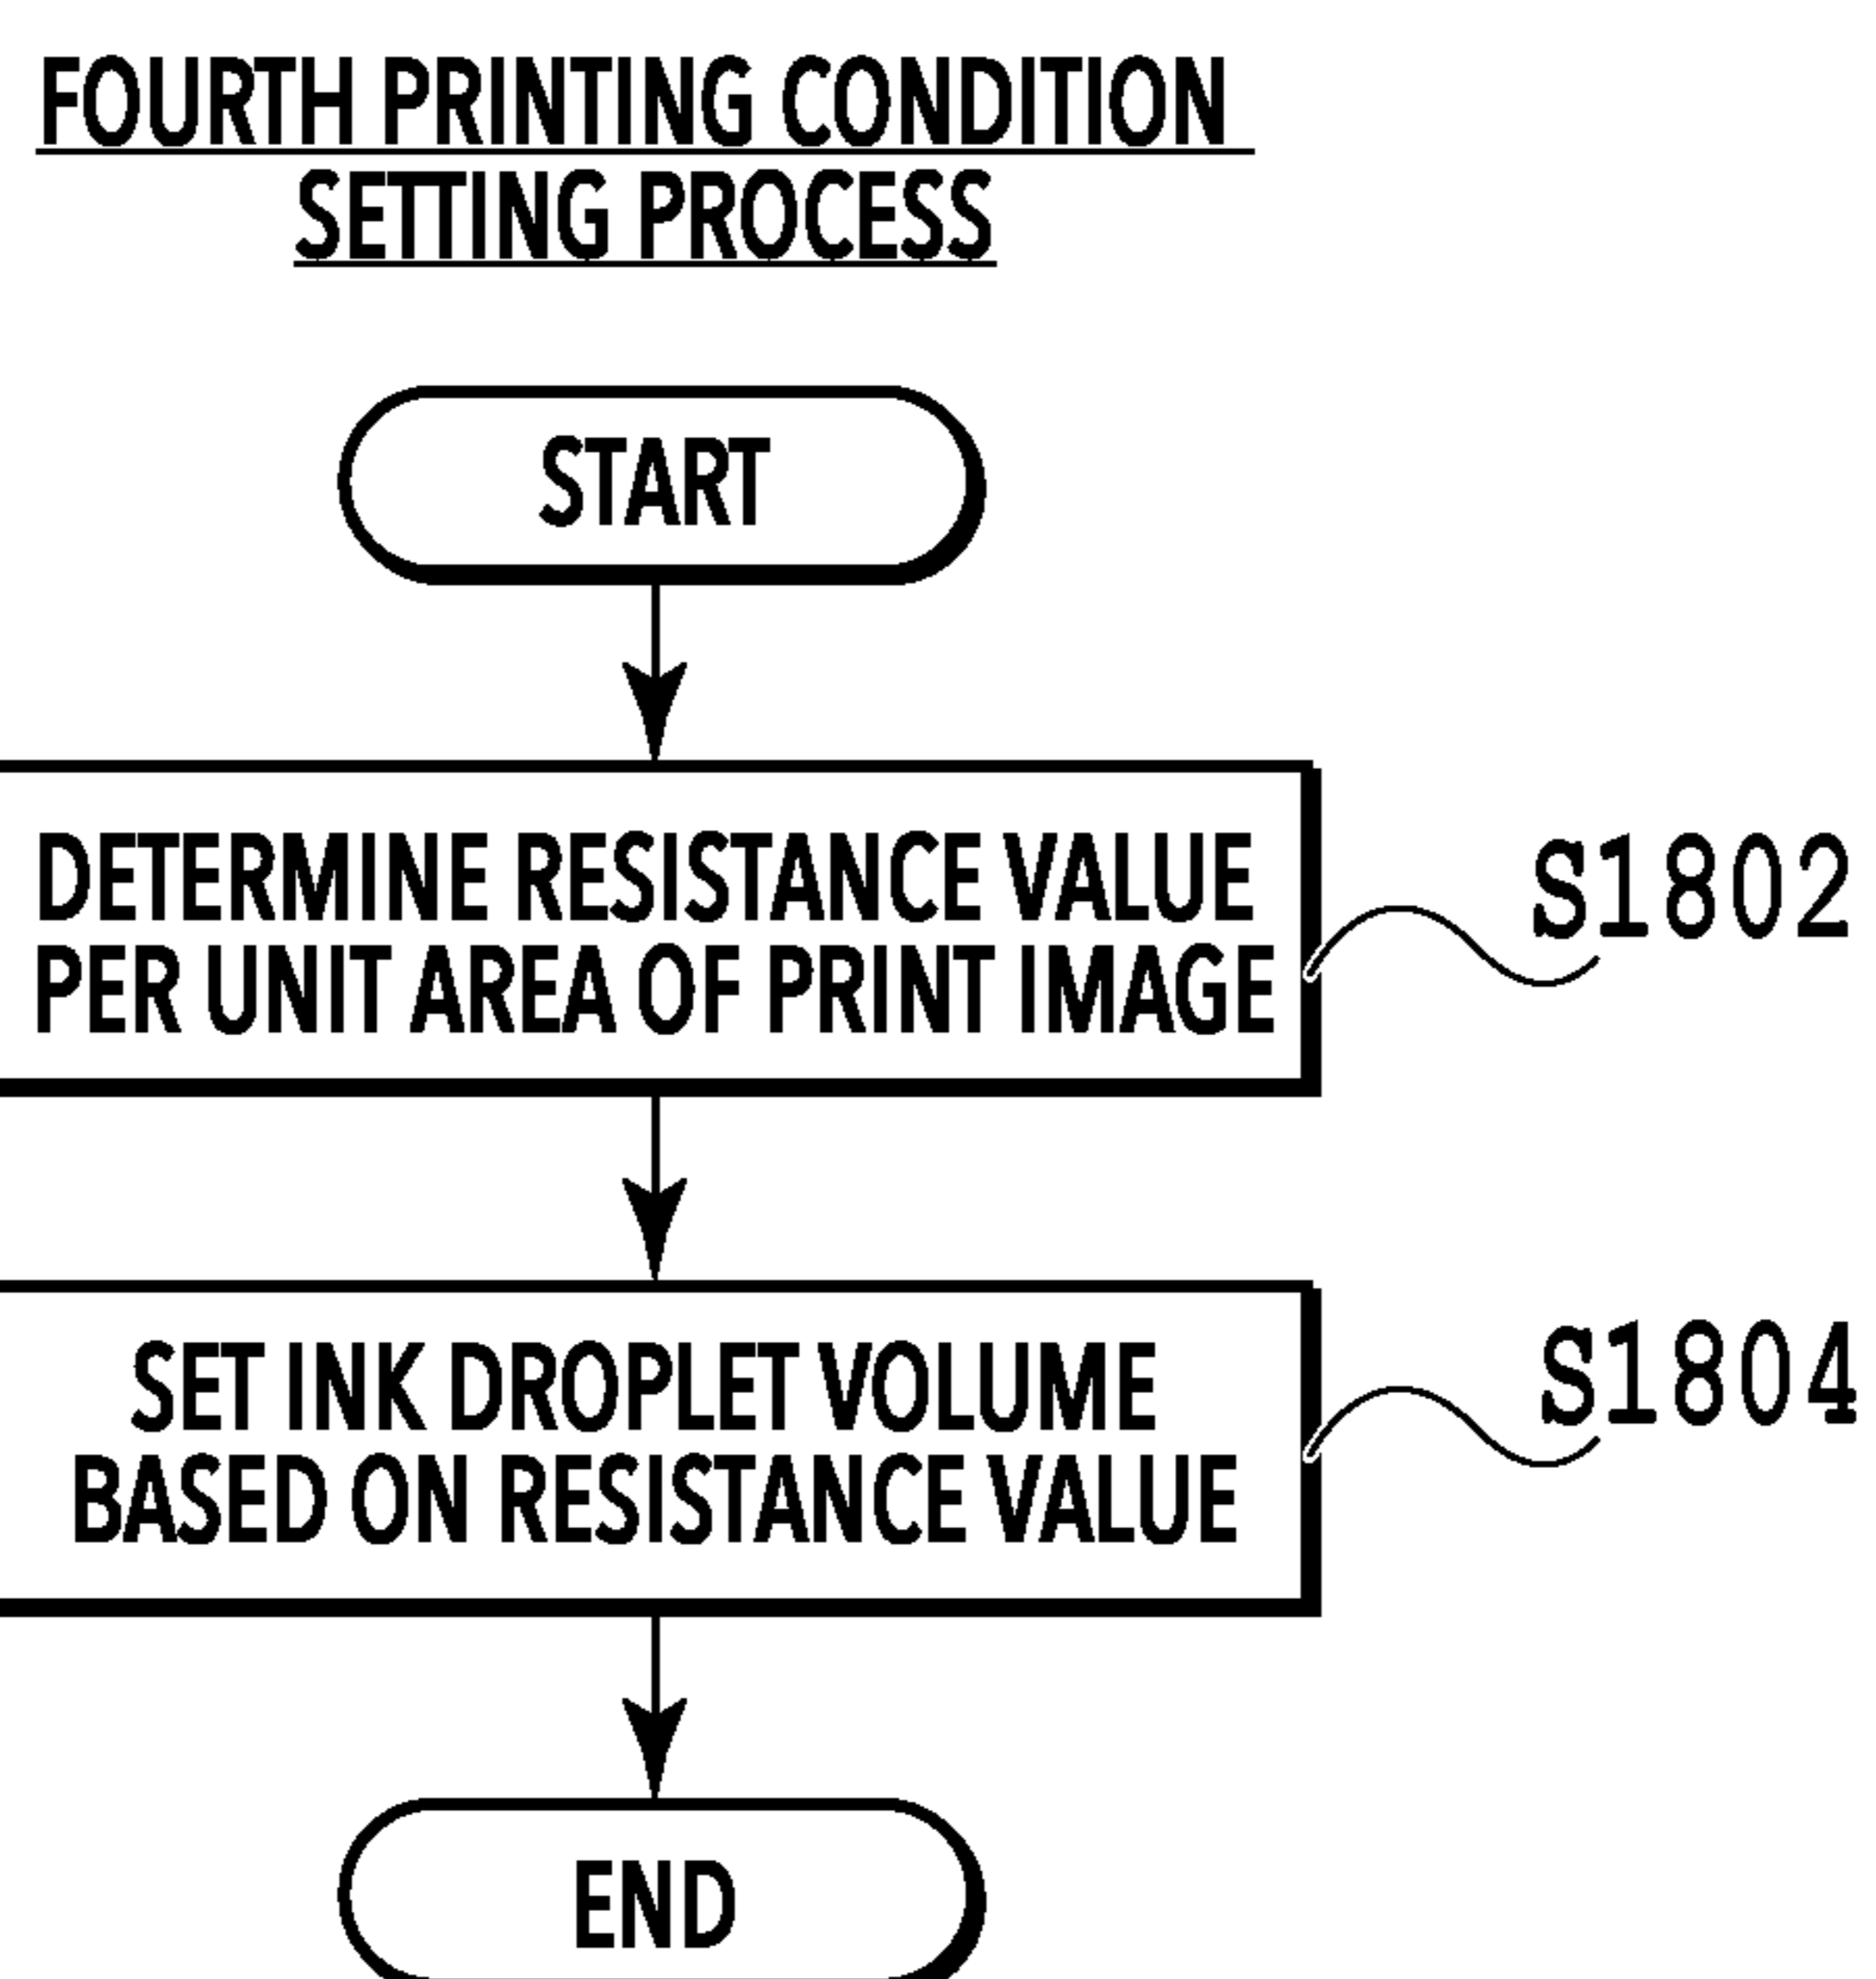 FOURTH PRINTING CONDITION
SETTING PROCESS
START
DETERMINE RESISTANCE VALUE
PER UNIT AREA OF PRINT IMAGE
S1802
SET INK DROPLET VOLUME
BASED ON RESISTANCE VALUE
S1804
END